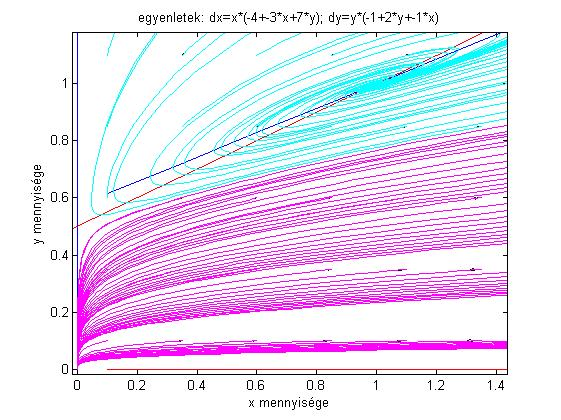 egyenletek: dx=x*(-4+-3*x+7*y); dy=y*(-1+2*y+-1*x)
y mennyisége
1
0.8
0.6
0.4
0.2
0
0 0.2 0.4 0.6 0.8 1 1.2 1.4
x mennyisége